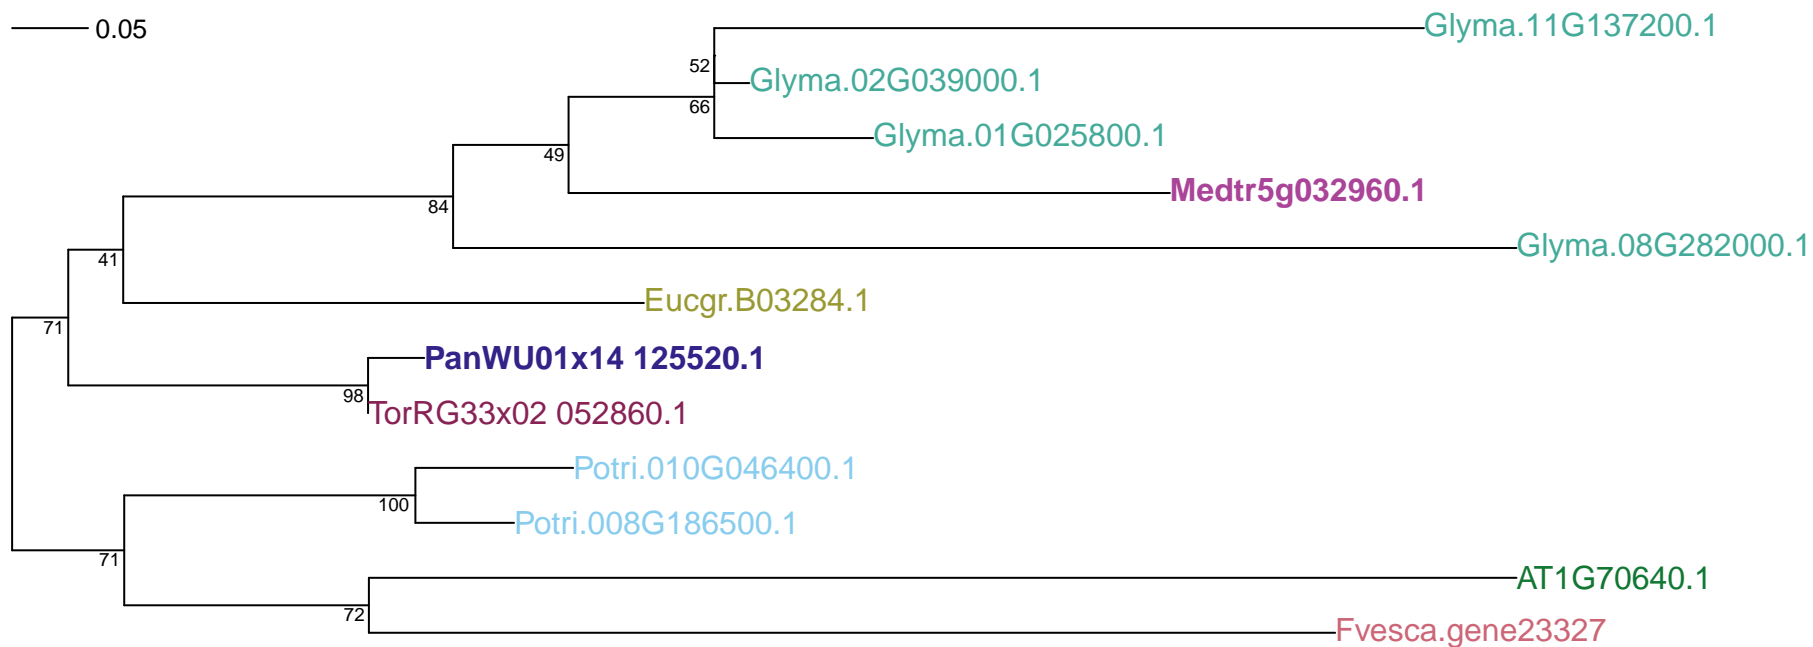 0.05
Glyma.11G137200.1
52
Glyma.02G039000.1
66
Glyma.01G025800.1
49
Medtr5g032960.1
84
Glyma.08G282000.1
41
Eucgr.B03284.1
71
PanWU01x14 125520.1
98
TorRG33x02 052860.1
Potri.010G046400.1
100
Potri.008G186500.1
71
AT1G70640.1
72
Fvesca.gene23327